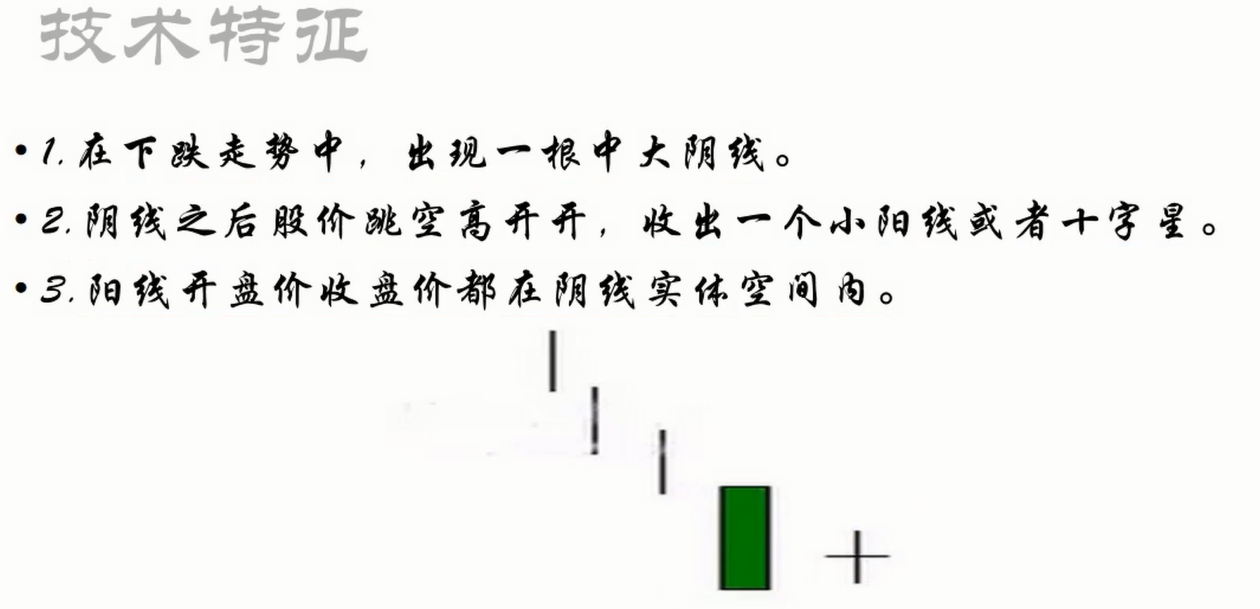 技术特征
•1.在下跌走势中，出现一根中大阴线。
•2.阴线之后股价跳空高开开，收出一个小阳线或者十字星。
•3.阳线开盘价收盘价都在阴线实体空间内。